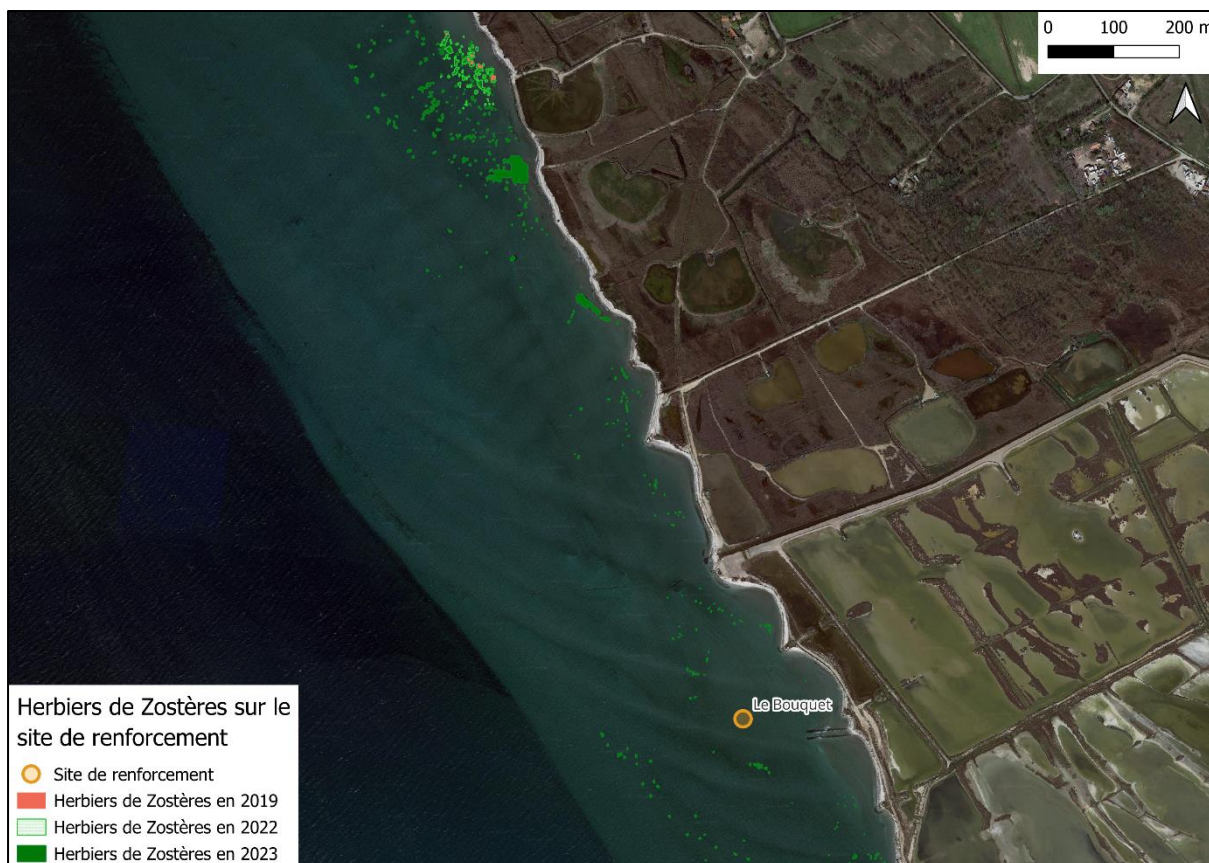 0 100 200 m
Le Bouquet
Herbiers de Zostères sur le
site de renforcement
Site de renforcement
Herbiers de Zostères en 2019
Herbiers de Zostères en 2022
Herbiers de Zostères en 2023